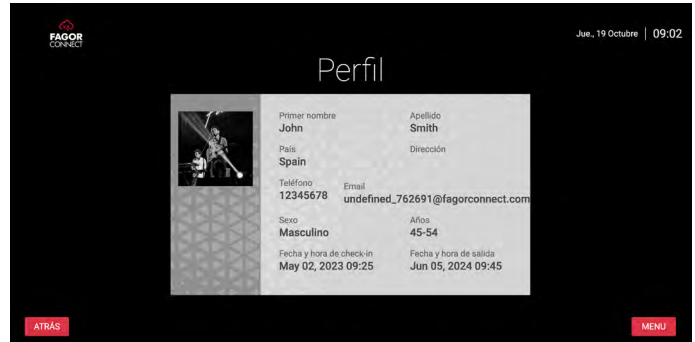 FAGOR
CONNECT
Jue., 19 Octubre | 09:02
Perfil
Primer nombre Apellido
John Smith
País Dirección
Spain
Teléfono Email
12345678 undefined_762691@fagorconnect.com
Sexo Años
Masculino 45-54
Fecha y hora de check-in Fecha y hora de salida
May 02, 2023 09:25 Jun 05, 2024 09:45
ATRÁS MENU